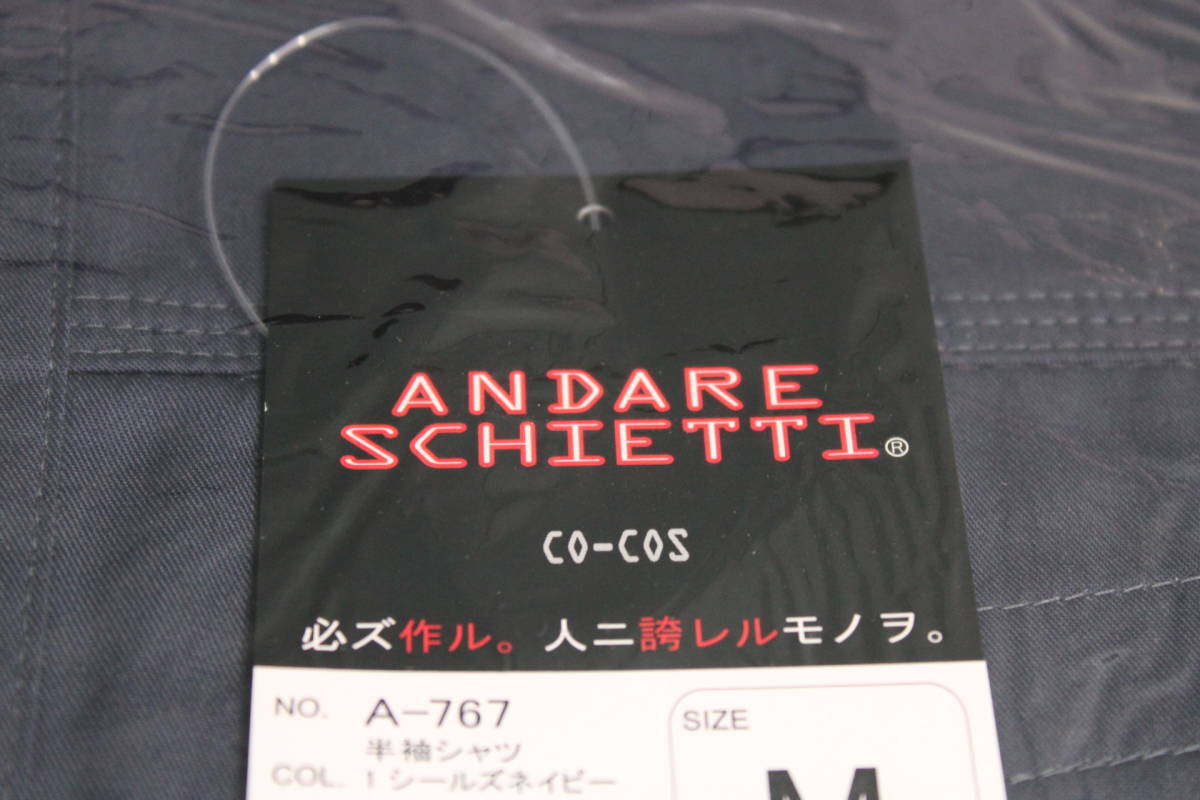 ANDARE
SCHIETTI®
CO-COS
必ズ作ル。人ニ誇レルモノヲ。
NO. A-767
半袖シャツ
COL. 1 シールズネイビー
SIZE
M